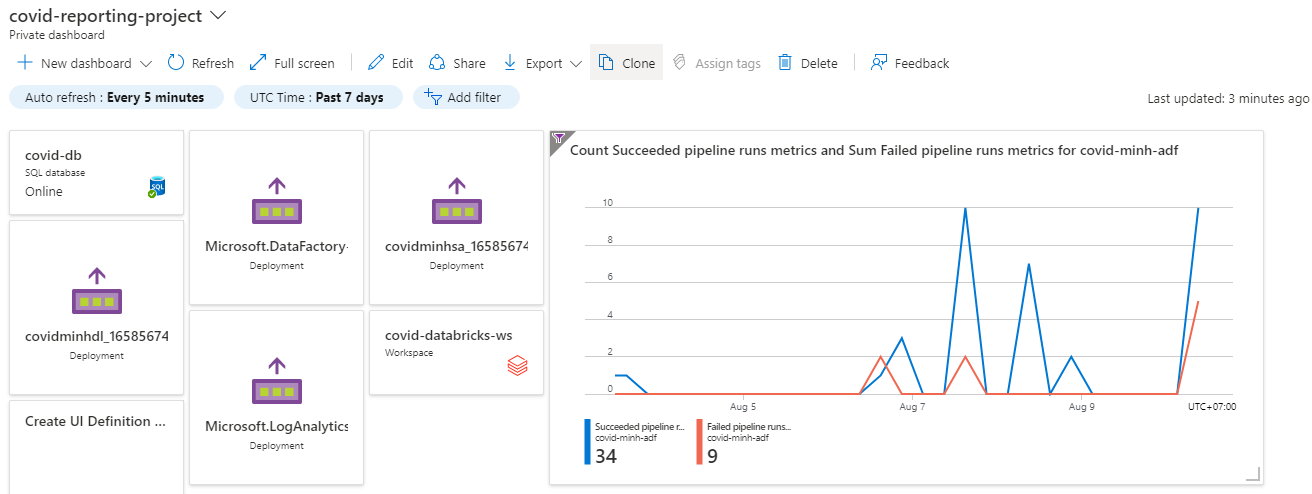 covid-reporting-project
Private dashboard
New dashboard
Refresh
Full screen
Edit
Share
Export
Clone
Assign tags
Delete
Feedback
Auto refresh : Every 5 minutes
UTC Time : Past 7 days
Add filter
Last updated: 3 minutes ago
covid-db
SQL database
Online
SQL
covidminhdl_16585674
Deployment
Create UI Definition ...
Microsoft.DataFactory-
Deployment
Microsoft.LogAnalytics
Deployment
covidminhsa_16585674
Deployment
covid-databricks-ws
Workspace
Count Succeeded pipeline runs metrics and Sum Failed pipeline runs metrics for covid-minh-adf
10
8
6
4
2
0
Aug 5
Aug 7
Aug 9
UTC+07:00
Succeeded pipeline r...
covid-minh-adf
34
Failed pipeline runs...
covid-minh-adf
9